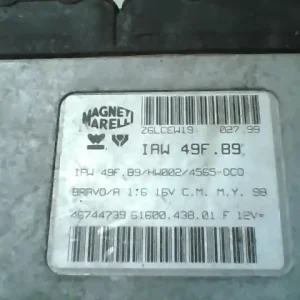 MAGNETI
MARELLI
ZGLCEW19 027.99
IAW 49F.B9
IAW 49F.B9/HW002/4565-DC0
BRAVO/A 1:6 16V C.M. M.Y. 98
46744739 61600.438.01 F 12V=